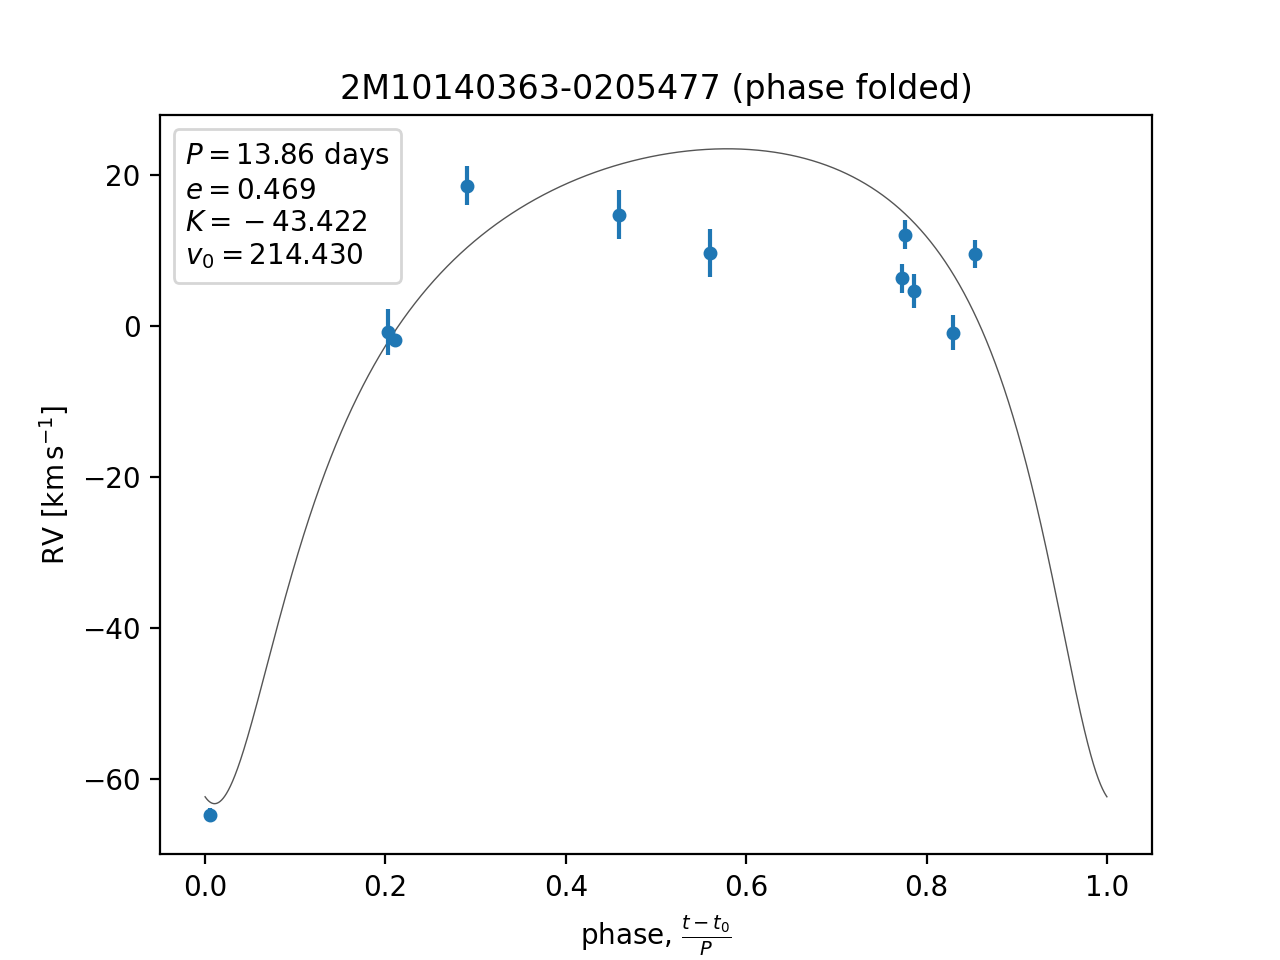 2M10140363-0205477 (phase folded)
P = 13.86 days
e = 0.469
K = −43.422
v₀ = 214.430
20
0
−20
−40
−60
RV [km s⁻¹]
0.0 0.2 0.4 0.6 0.8 1.0
phase, (t − t₀)/P